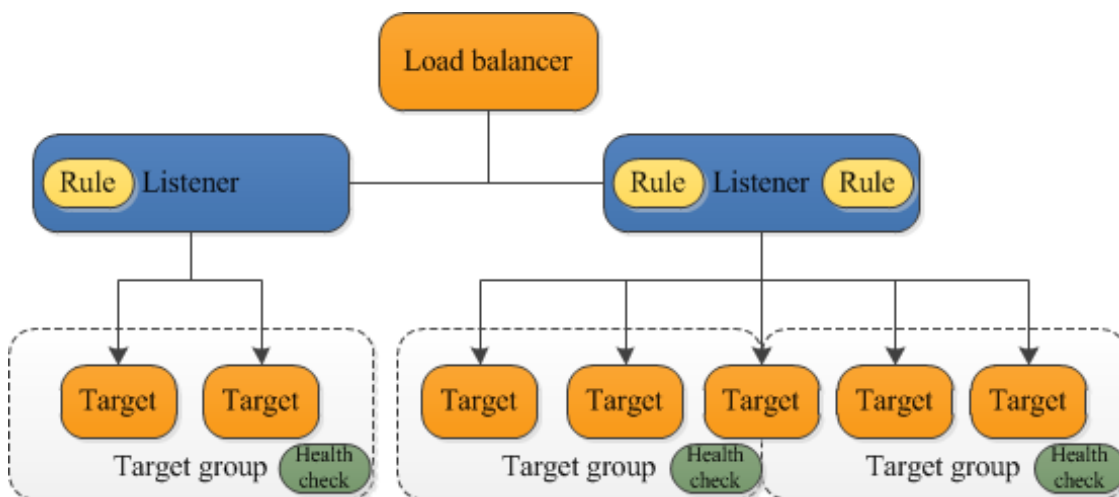 Load balancer
Rule Listener
Rule Listener Rule
Target Target
Target Target Target Target Target
Target group Health check
Target group Health check
Target group Health check